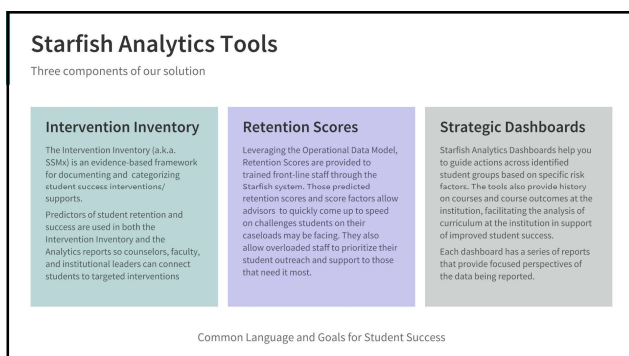 Starfish Analytics Tools
Three components of our solution
Intervention Inventory
The Intervention Inventory (a.k.a.
SSMx) is an evidence-based framework
for documenting and categorizing
student success interventions/
supports.
Predictors of student retention and
success are used in both the
Intervention Inventory and the
Analytics reports so counselors, faculty,
and institutional leaders can connect
students to targeted interventions
Retention Scores
Leveraging the Operational Data Model,
Retention Scores are provided to
trained front-line staff through the
Starfish system. Those predicted
retention scores and score factors allow
advisors to quickly come up to speed
on challenges students on their
caseloads may be facing. They also
allow overloaded staff to prioritize their
student outreach and support to those
that need it most.
Strategic Dashboards
Starfish Analytics Dashboards help you
to guide actions across identified
student groups based on specific risk
factors. The tools also provide history
on courses and course outcomes at the
institution, facilitating the analysis of
curriculum at the institution in support
of improved student success.
Each dashboard has a series of reports
that provide focused perspectives of
the data being reported.
Common Language and Goals for Student Success